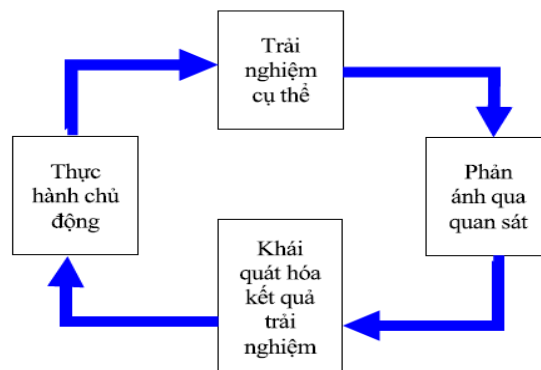 Trải
nghiệm
cụ thể
Thực
hành chủ
động
Phản
ánh qua
quan sát
Khái
quát hóa
kết quả
trải
nghiệm